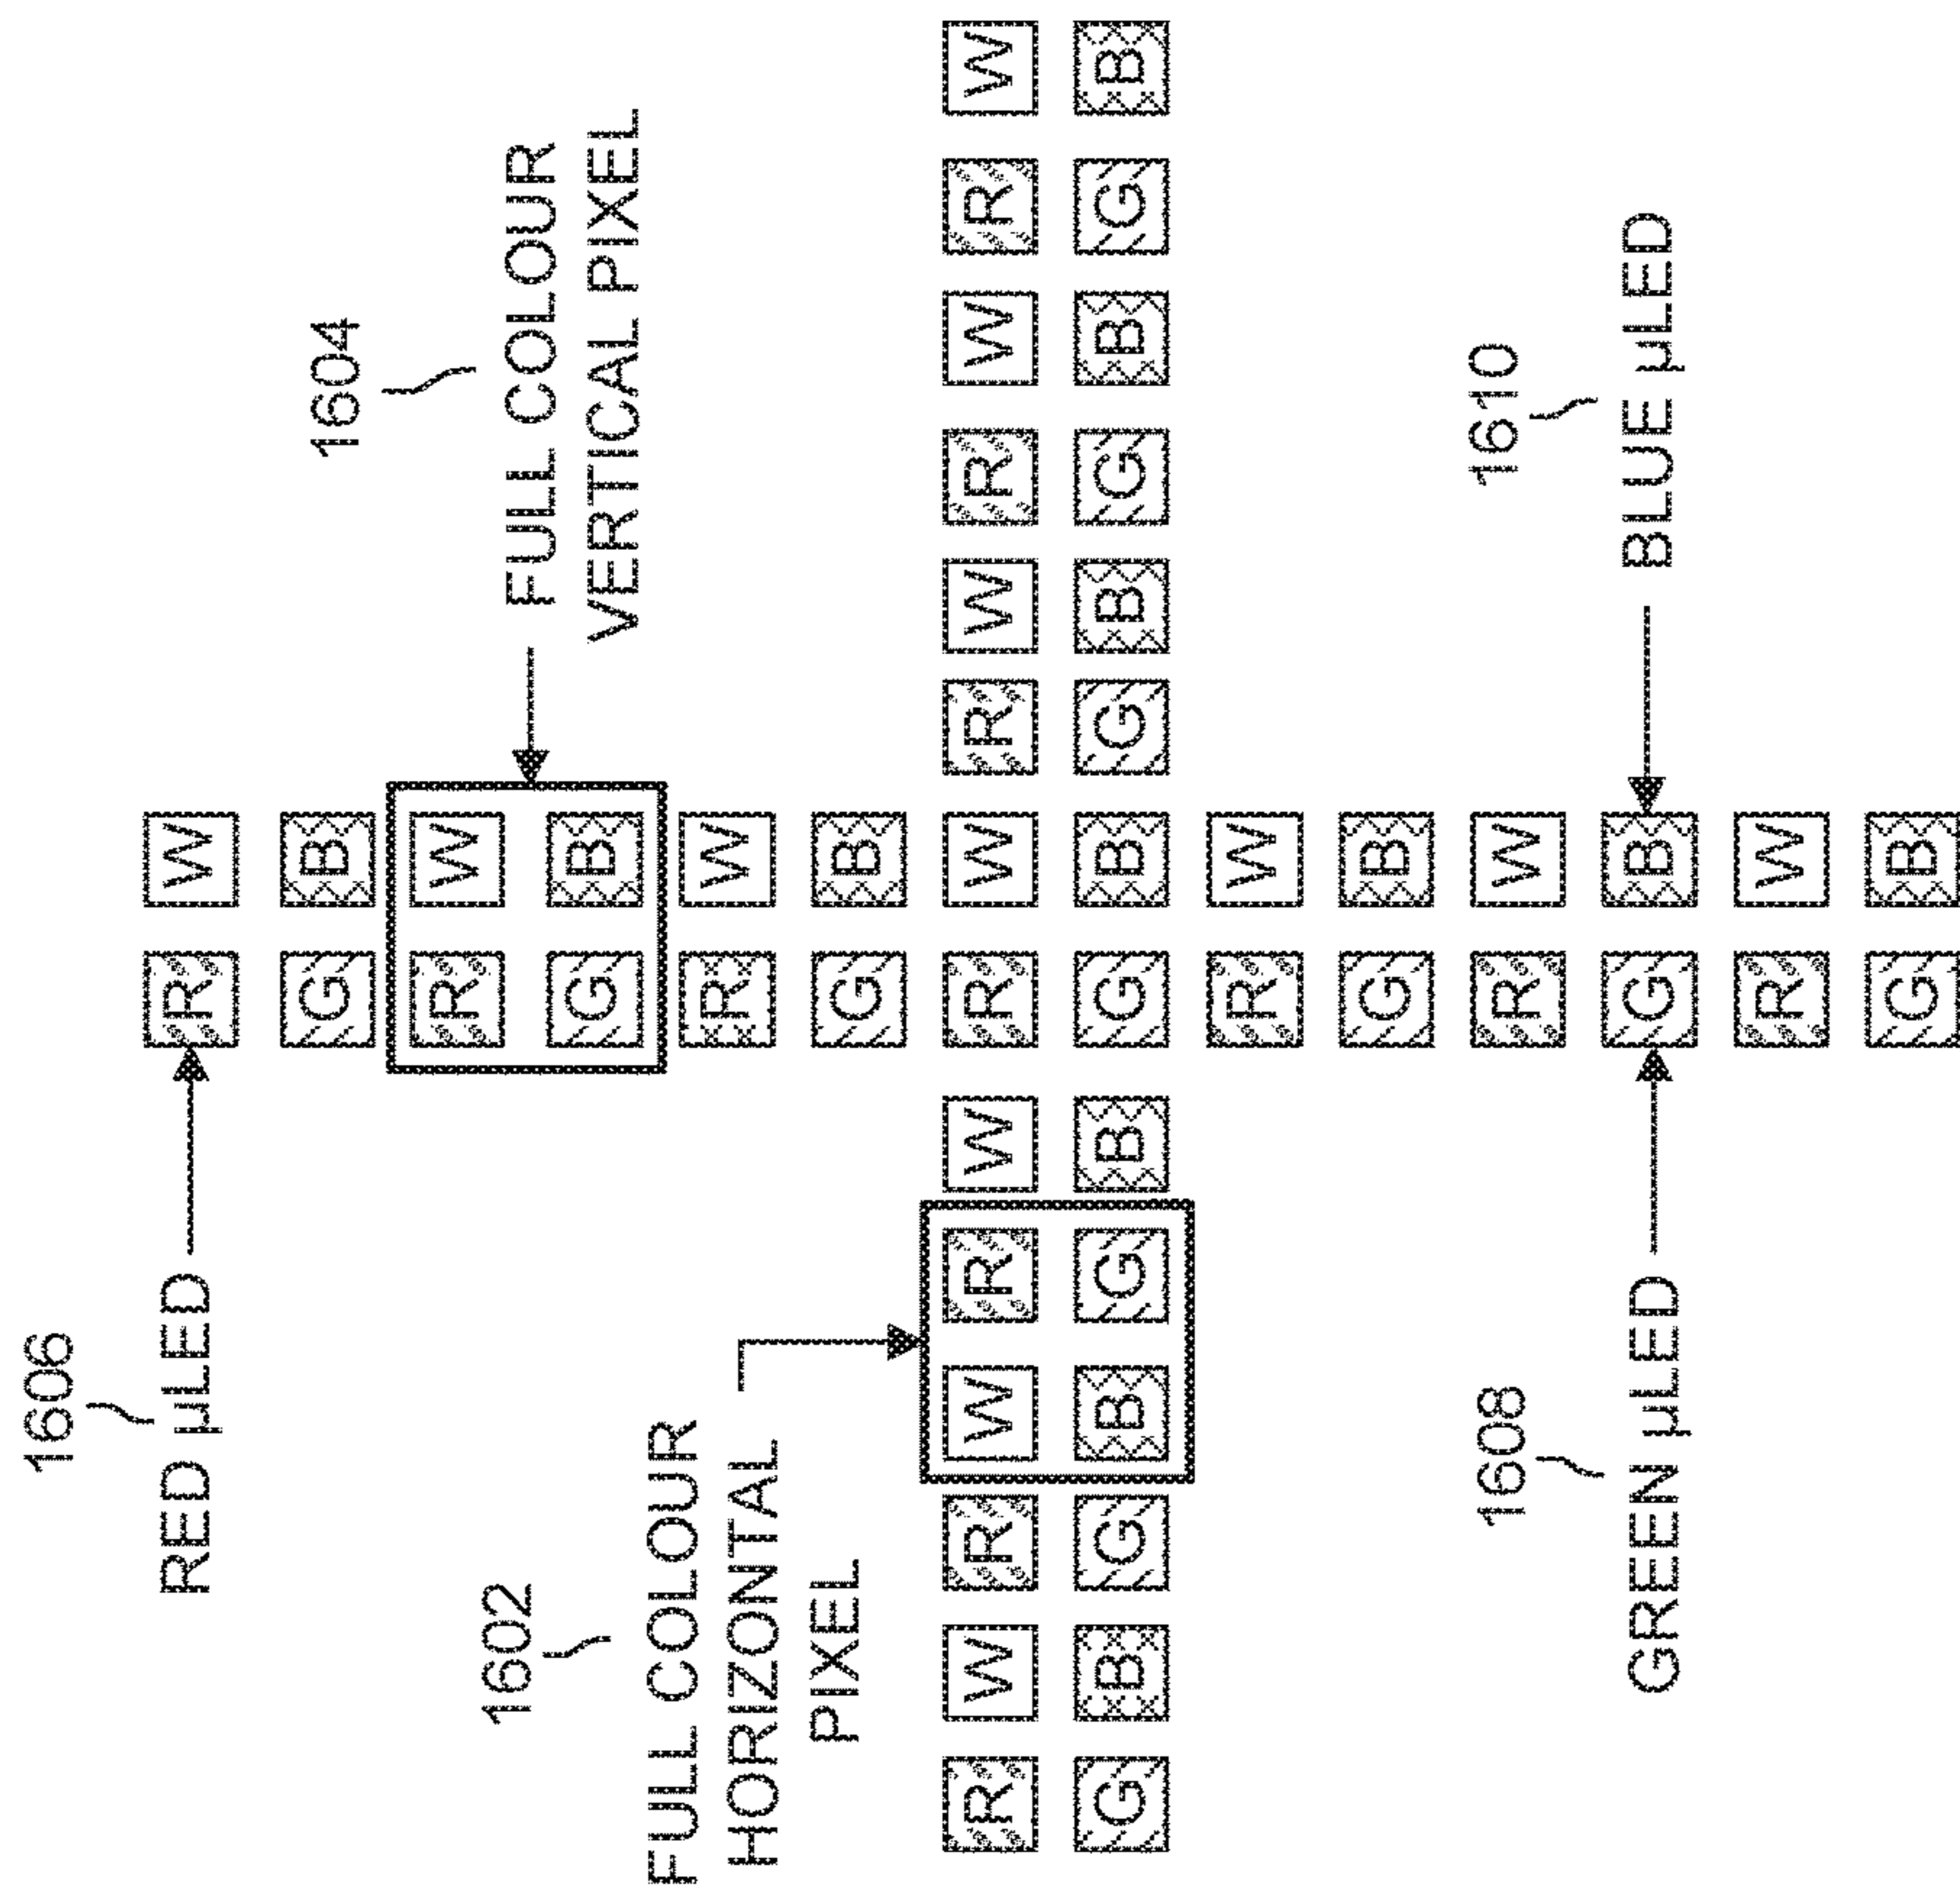 1606
RED µLED
R W
G B
1604
R W
1602
FULL COLOUR
VERTICAL PIXEL
G B
FULL COLOUR
HORIZONTAL
PIXEL
R W
G B
R W R W R W R W R W R W R W
G B G B G B G B G B G B G B
R W
G B
1608
1610
R W
GREEN µLED
G B
BLUE µLED
R W
G B